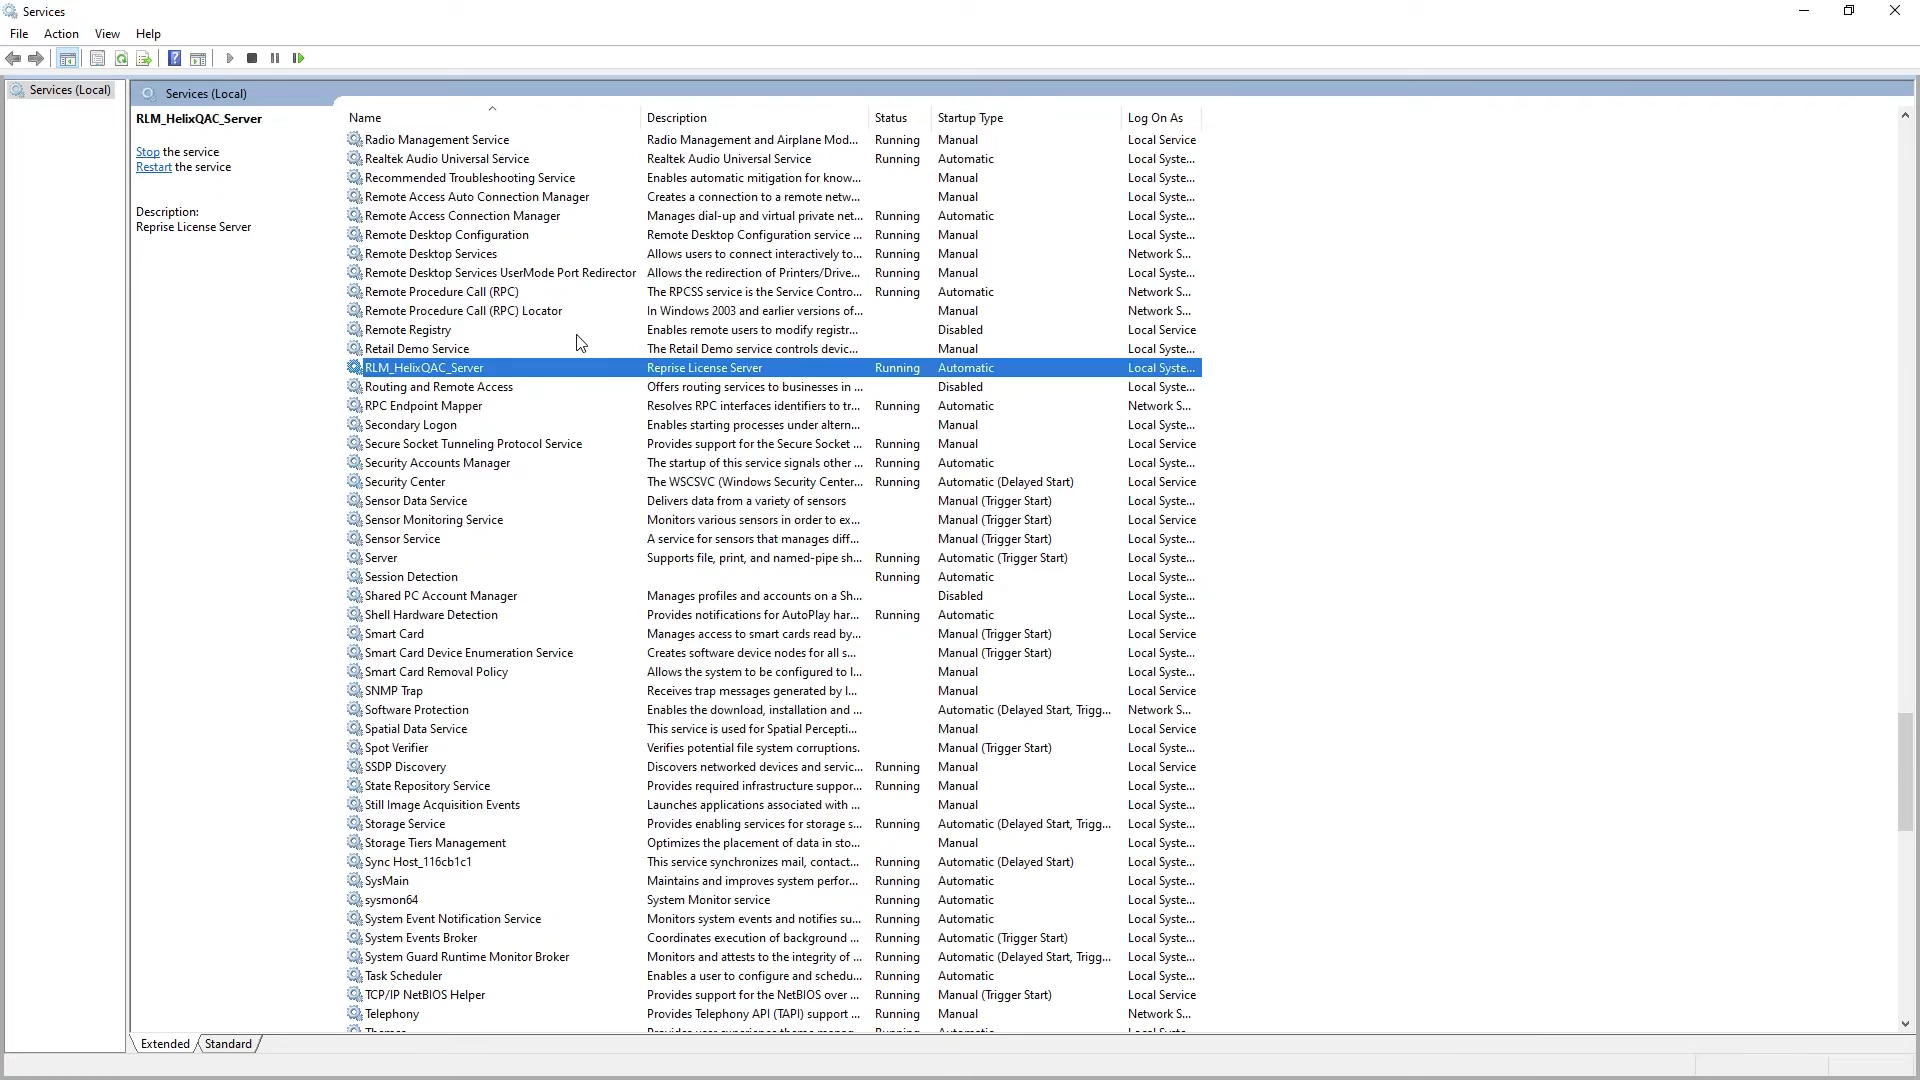 Services
File Action View Help
Services (Local)
Services (Local)
RLM_HelixQAC_Server
Stop the service
Restart the service
Description:
Reprise License Server
Name Description Status Startup Type Log On As
Radio Management Service Radio Management and Airplane Mod... Running Manual Local Service
Realtek Audio Universal Service Realtek Audio Universal Service Running Automatic Local Syste...
Recommended Troubleshooting Service Enables automatic mitigation for know... Manual Local Syste...
Remote Access Auto Connection Manager Creates a connection to a remote netw... Manual Local Syste...
Remote Access Connection Manager Manages dial-up and virtual private net... Running Automatic Local Syste...
Remote Desktop Configuration Remote Desktop Configuration service ... Running Manual Local Syste...
Remote Desktop Services Allows users to connect interactively to... Running Manual Network S...
Remote Desktop Services UserMode Port Redirector Allows the redirection of Printers/Drive... Running Manual Local Syste...
Remote Procedure Call (RPC) The RPCSS service is the Service Contro... Running Automatic Network S...
Remote Procedure Call (RPC) Locator In Windows 2003 and earlier versions of... Manual Network S...
Remote Registry Enables remote users to modify registr... Disabled Local Service
Retail Demo Service The Retail Demo service controls devic... Manual Local Syste...
RLM_HelixQAC_Server Reprise License Server Running Automatic Local Syste...
Routing and Remote Access Offers routing services to businesses in ... Disabled Local Syste...
RPC Endpoint Mapper Resolves RPC interfaces identifiers to tr... Running Automatic Network S...
Secondary Logon Enables starting processes under altern... Manual Local Syste...
Secure Socket Tunneling Protocol Service Provides support for the Secure Socket ... Running Manual Local Service
Security Accounts Manager The startup of this service signals other ... Running Automatic Local Syste...
Security Center The WSCSVC (Windows Security Center... Running Automatic (Delayed Start) Local Service
Sensor Data Service Delivers data from a variety of sensors Manual (Trigger Start) Local Syste...
Sensor Monitoring Service Monitors various sensors in order to ex... Manual (Trigger Start) Local Service
Sensor Service A service for sensors that manages diff... Manual (Trigger Start) Local Syste...
Server Supports file, print, and named-pipe sh... Running Automatic (Trigger Start) Local Syste...
Session Detection Running Automatic Local Syste...
Shared PC Account Manager Manages profiles and accounts on a Sh... Disabled Local Syste...
Shell Hardware Detection Provides notifications for AutoPlay har... Running Automatic Local Syste...
Smart Card Manages access to smart cards read by... Manual (Trigger Start) Local Service
Smart Card Device Enumeration Service Creates software device nodes for all s... Manual (Trigger Start) Local Syste...
Smart Card Removal Policy Allows the system to be configured to l... Manual Local Syste...
SNMP Trap Receives trap messages generated by l... Manual Local Service
Software Protection Enables the download, installation and ... Automatic (Delayed Start, Trigg... Network S...
Spatial Data Service This service is used for Spatial Percepti... Manual Local Service
Spot Verifier Verifies potential file system corruptions. Manual (Trigger Start) Local Syste...
SSDP Discovery Discovers networked devices and servic... Running Manual Local Service
State Repository Service Provides required infrastructure suppor... Running Manual Local Syste...
Still Image Acquisition Events Launches applications associated with ... Manual Local Syste...
Storage Service Provides enabling services for storage s... Running Automatic (Delayed Start, Trigg... Local Syste...
Storage Tiers Management Optimizes the placement of data in sto... Manual Local Syste...
Sync Host_116cb1c1 This service synchronizes mail, contact... Running Automatic (Delayed Start) Local Syste...
SysMain Maintains and improves system perfor... Running Automatic Local Syste...
sysmon64 System Monitor service Running Automatic Local Syste...
System Event Notification Service Monitors system events and notifies su... Running Automatic Local Syste...
System Events Broker Coordinates execution of background ... Running Automatic (Trigger Start) Local Syste...
System Guard Runtime Monitor Broker Monitors and attests to the integrity of ... Running Automatic (Delayed Start, Trigg... Local Syste...
Task Scheduler Enables a user to configure and schedu... Running Automatic Local Syste...
TCP/IP NetBIOS Helper Provides support for the NetBIOS over ... Running Manual (Trigger Start) Local Service
Telephony Provides Telephony API (TAPI) support ... Running Manual Network S...
Extended Standard